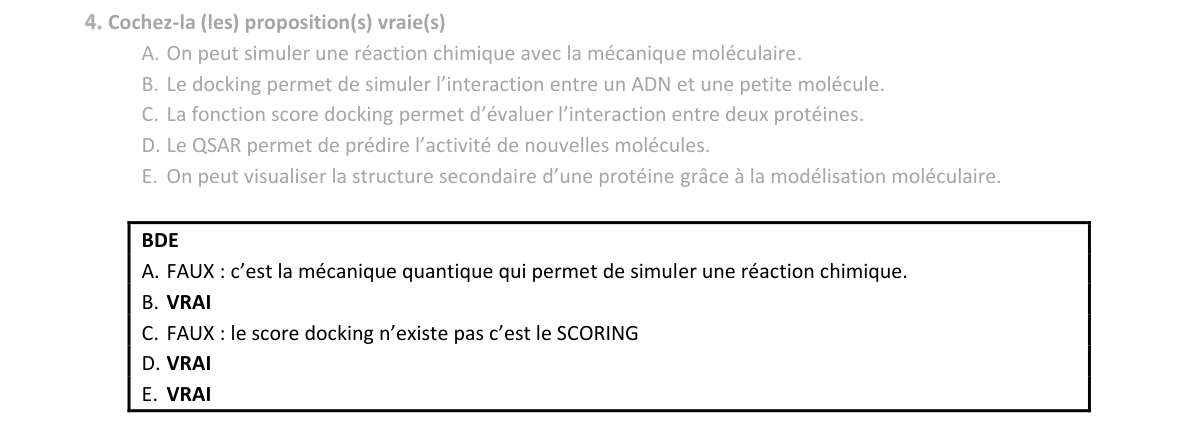 4. Cochez-la (les) proposition(s) vraie(s)
A. On peut simuler une réaction chimique avec la mécanique moléculaire.
B. Le docking permet de simuler l’interaction entre un ADN et une petite molécule.
C. La fonction score docking permet d’évaluer l’interaction entre deux protéines.
D. Le QSAR permet de prédire l’activité de nouvelles molécules.
E. On peut visualiser la structure secondaire d’une protéine grâce à la modélisation moléculaire.
BDE
A. FAUX : c’est la mécanique quantique qui permet de simuler une réaction chimique.
B. VRAI
C. FAUX : le score docking n’existe pas c’est le SCORING
D. VRAI
E. VRAI